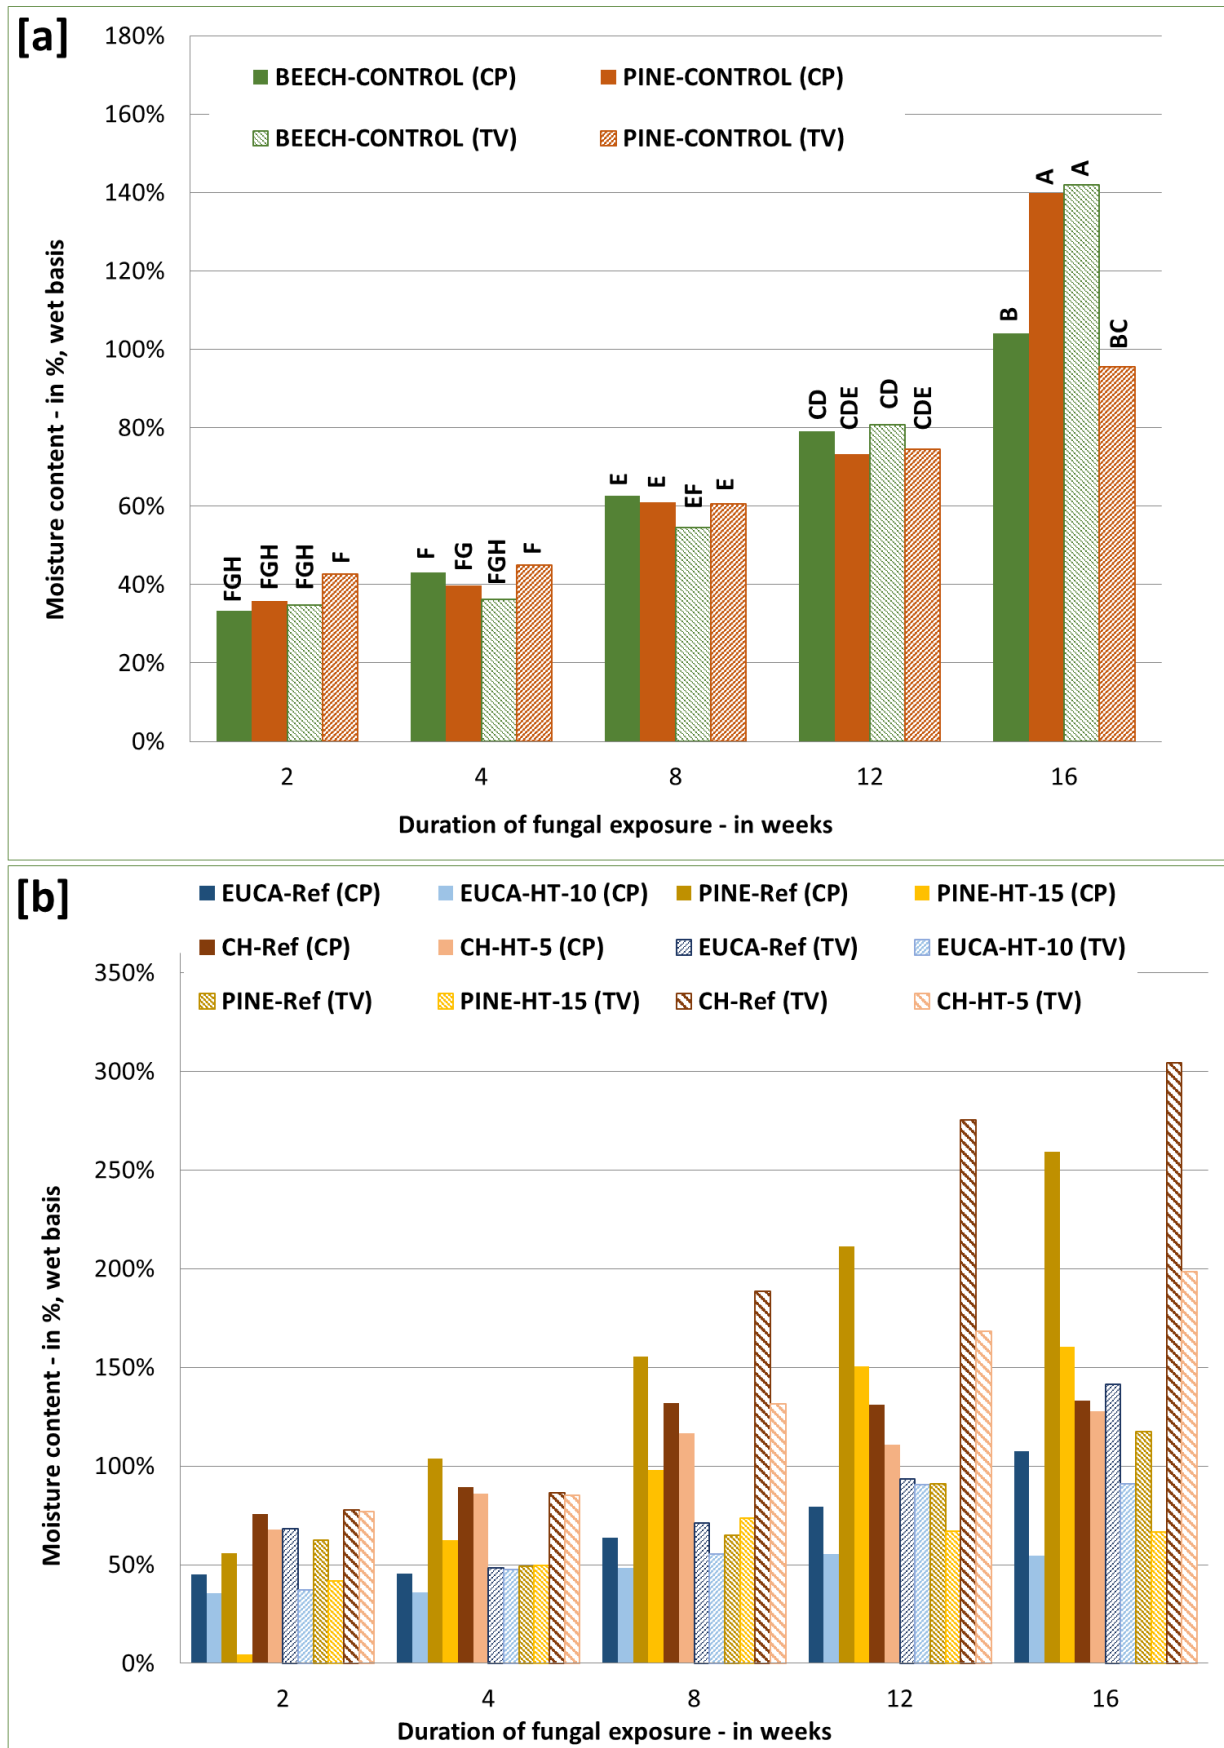 [a]
180%
BEECH-CONTROL (CP) PINE-CONTROL (CP)
160%
BEECH-CONTROL (TV) PINE-CONTROL (TV)
140%
120%
100%
80%
60%
40%
20%
0%
Moisture content - in %, wet basis
FGH FGH FGH F
F FG FGH F
E E EF E
CD CDE CD CDE
B A A BC
2 4 8 12 16
Duration of fungal exposure - in weeks
[b]
EUCA-Ref (CP) EUCA-HT-10 (CP) PINE-Ref (CP) PINE-HT-15 (CP)
CH-Ref (CP) CH-HT-5 (CP) EUCA-Ref (TV) EUCA-HT-10 (TV)
PINE-Ref (TV) PINE-HT-15 (TV) CH-Ref (TV) CH-HT-5 (TV)
350%
300%
250%
200%
150%
100%
50%
0%
Moisture content - in %, wet basis
2 4 8 12 16
Duration of fungal exposure - in weeks